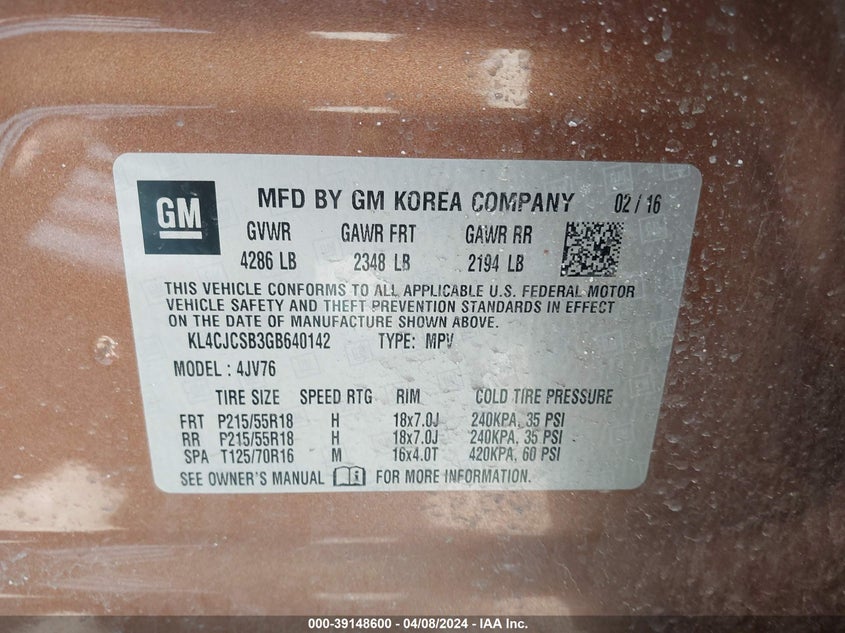 GM MFD BY GM KOREA COMPANY 02 / 16
GVWR GAWR FRT GAWR RR
4286 LB 2348 LB 2194 LB
THIS VEHICLE CONFORMS TO ALL APPLICABLE U.S. FEDERAL MOTOR
VEHICLE SAFETY AND THEFT PREVENTION STANDARDS IN EFFECT
ON THE DATE OF MANUFACTURE SHOWN ABOVE.
KL4CJCSB3GB640142 TYPE: MPV
MODEL : 4JV76
TIRE SIZE SPEED RTG RIM COLD TIRE PRESSURE
FRT P215/55R18 H 18x7.0J 240KPA, 35 PSI
RR P215/55R18 H 18x7.0J 240KPA, 35 PSI
SPA T125/70R16 M 16x4.0T 420KPA, 60 PSI
SEE OWNER'S MANUAL FOR MORE INFORMATION.
000-39148600 - 04/08/2024 - IAA Inc.